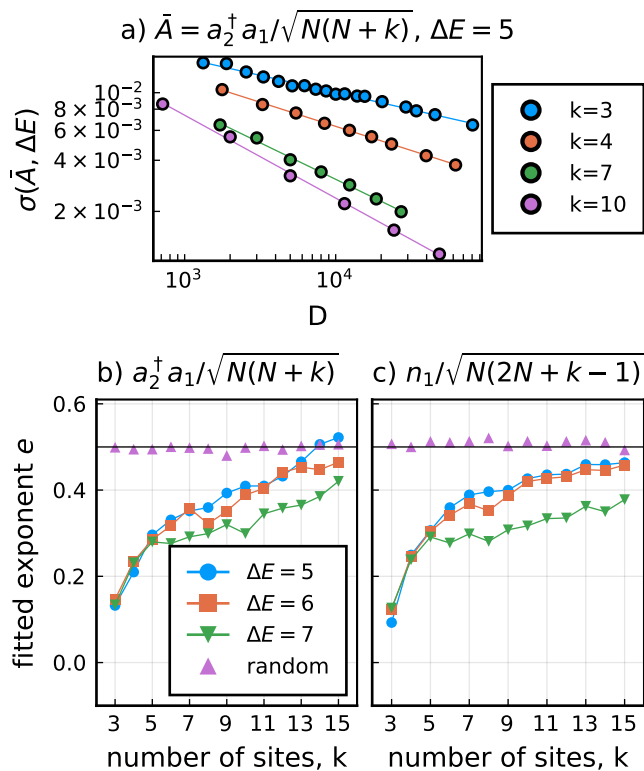 a) Ā = a₂†a₁/√N(N + k), ΔE = 5
σ(Ā, ΔE)
10⁻²
8 × 10⁻³
6 × 10⁻³
4 × 10⁻³
2 × 10⁻³
10³ 10⁴
D
k=3
k=4
k=7
k=10
b) a₂†a₁/√N(N + k)
c) n₁/√N(2N + k − 1)
fitted exponent e
0.6
0.4
0.2
0.0
ΔE = 5
ΔE = 6
ΔE = 7
random
3 5 7 9 11 13 15
3 5 7 9 11 13 15
number of sites, k
number of sites, k